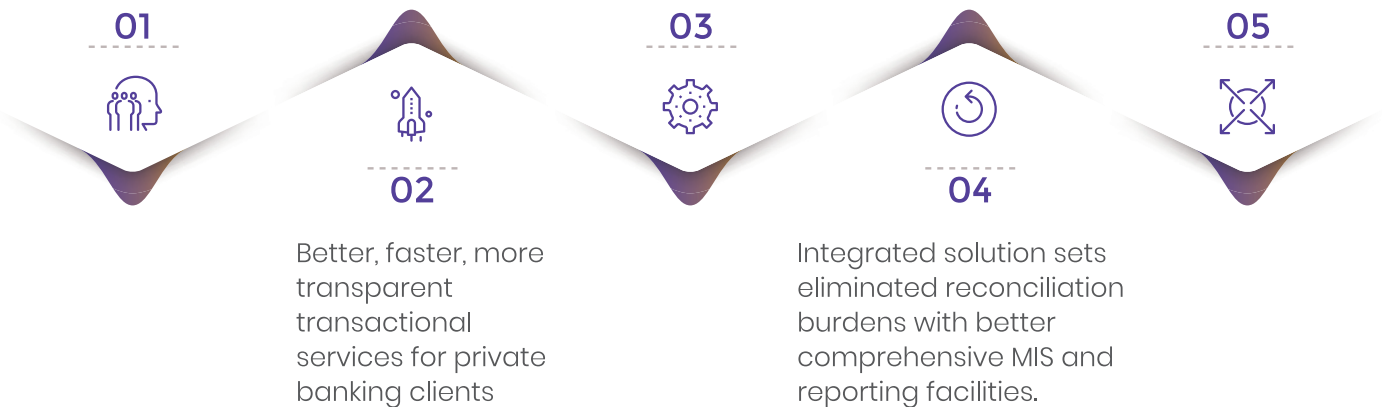 01
03
05
02
04
Better, faster, more
transparent
transactional
services for private
banking clients
Integrated solution sets
eliminated reconciliation
burdens with better
comprehensive MIS and
reporting facilities.